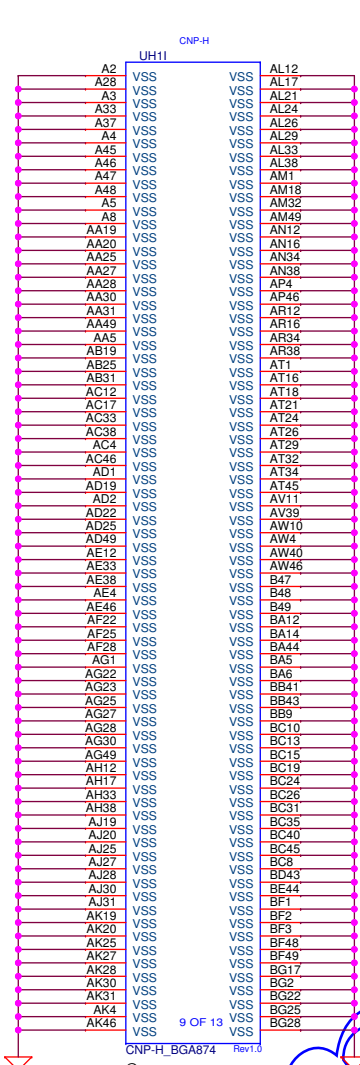 CNP-H
UH1I
A2 VSS VSS AL12
A28 VSS VSS AL17
A3 VSS VSS AL21
A33 VSS VSS AL24
A37 VSS VSS AL26
A4 VSS VSS AL29
A45 VSS VSS AL33
A46 VSS VSS AL38
A47 VSS VSS AM1
A48 VSS VSS AM18
A5 VSS VSS AM32
A8 VSS VSS AM49
AA19 VSS VSS AN12
AA20 VSS VSS AN16
AA25 VSS VSS AN34
AA27 VSS VSS AN38
AA28 VSS VSS AP4
AA30 VSS VSS AP46
AA31 VSS VSS AR12
AA49 VSS VSS AR16
AA5 VSS VSS AR34
AB19 VSS VSS AR38
AB25 VSS VSS AT1
AB31 VSS VSS AT16
AC12 VSS VSS AT18
AC17 VSS VSS AT21
AC33 VSS VSS AT24
AC38 VSS VSS AT26
AC4 VSS VSS AT29
AC46 VSS VSS AT32
AD1 VSS VSS AT34
AD19 VSS VSS AT45
AD2 VSS VSS AV11
AD22 VSS VSS AV39
AD25 VSS VSS AW10
AD49 VSS VSS AW4
AE12 VSS VSS AW40
AE33 VSS VSS AW46
AE38 VSS VSS B47
AE4 VSS VSS B48
AE46 VSS VSS B49
AF22 VSS VSS BA12
AF25 VSS VSS BA14
AF28 VSS VSS BA44
AG1 VSS VSS BA5
AG22 VSS VSS BA6
AG23 VSS VSS BB41
AG25 VSS VSS BB43
AG27 VSS VSS BB9
AG28 VSS VSS BC10
AG30 VSS VSS BC13
AG49 VSS VSS BC15
AH12 VSS VSS BC19
AH17 VSS VSS BC24
AH33 VSS VSS BC26
AH38 VSS VSS BC31
AJ19 VSS VSS BC35
AJ20 VSS VSS BC40
AJ25 VSS VSS BC45
AJ27 VSS VSS BC8
AJ28 VSS VSS BD43
AJ30 VSS VSS BE44
AJ31 VSS VSS BF1
AK19 VSS VSS BF2
AK20 VSS VSS BF3
AK25 VSS VSS BF48
AK27 VSS VSS BF49
AK28 VSS VSS BG17
AK30 VSS VSS BG2
AK31 VSS VSS BG22
AK4 VSS VSS BG25
AK46 VSS 9 OF 13 VSS BG28
CNP-H_BGA874 Rev1.0